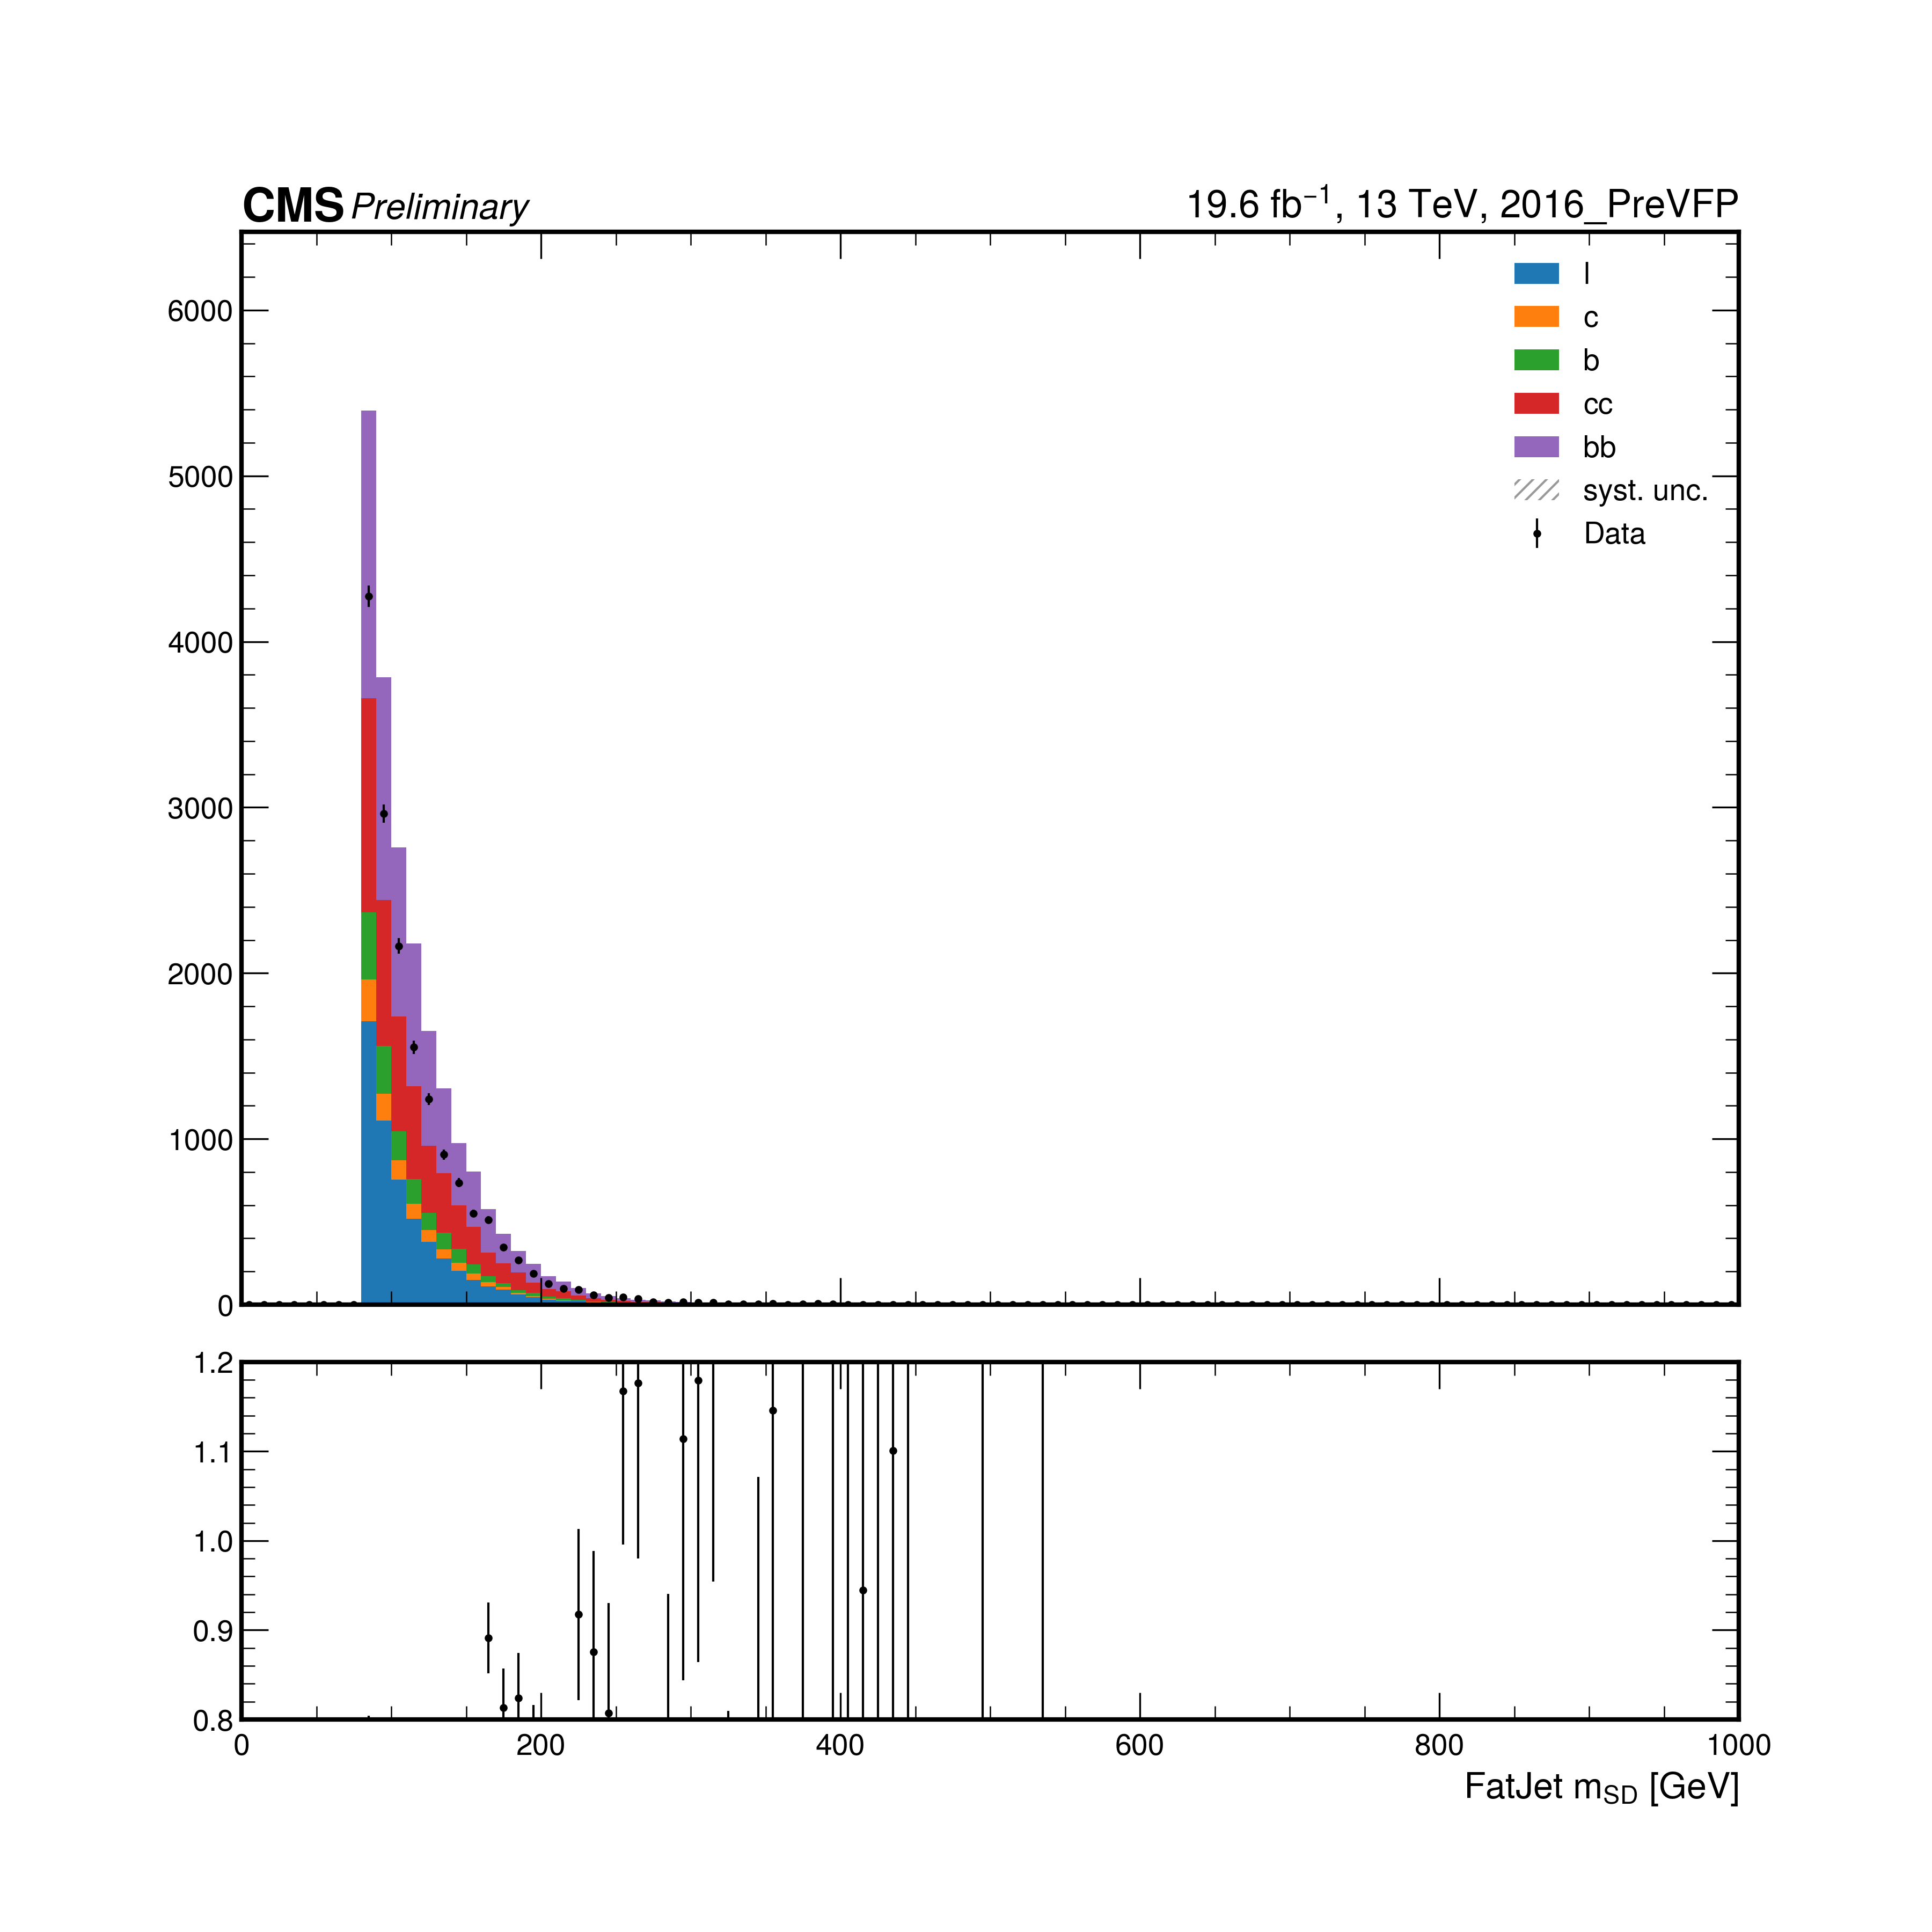 CMS Preliminary
19.6 fb⁻¹, 13 TeV, 2016_PreVFP
l
c
b
cc
bb
syst. unc.
Data
6000
5000
4000
3000
2000
1000
0
1.2
1.1
1.0
0.9
0.8
0 200 400 600 800 1000
FatJet m_SD [GeV]